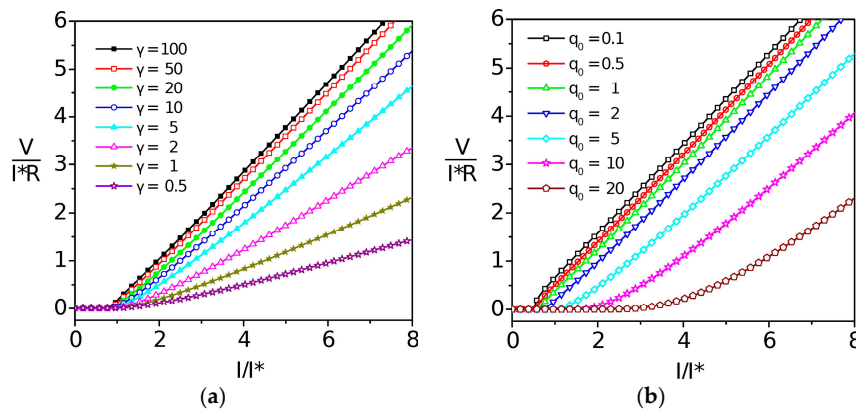 6
5
4
3
2
1
0
V
I*R
γ = 100
γ = 50
γ = 20
γ = 10
γ = 5
γ = 2
γ = 1
γ = 0.5
0 2 4 6 8
I/I*
(a)
6
5
4
3
2
1
0
V
I*R
q₀ = 0.1
q₀ = 0.5
q₀ = 1
q₀ = 2
q₀ = 5
q₀ = 10
q₀ = 20
0 2 4 6 8
I/I*
(b)